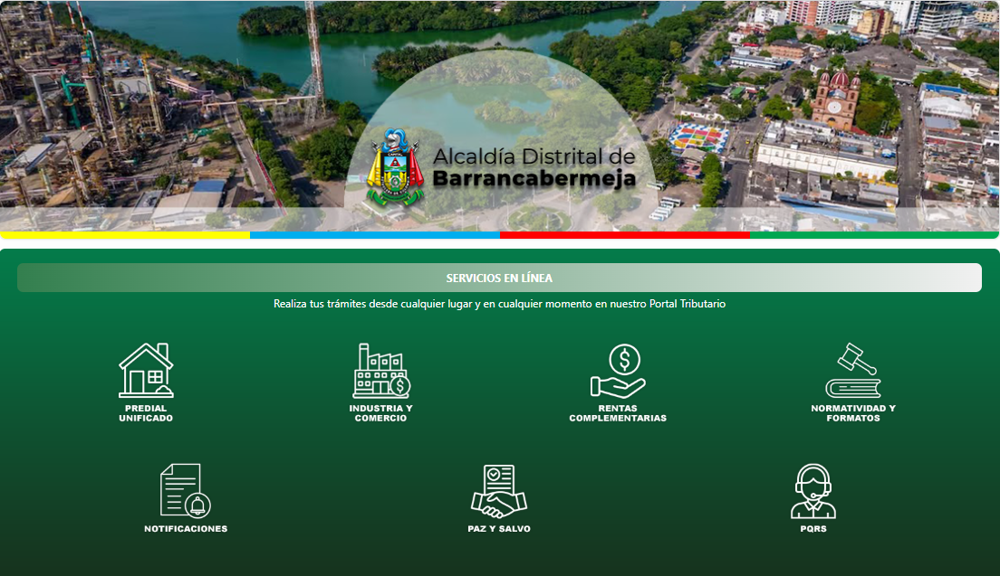 CAPITAL
Alcaldía Distrital de
Barrancabermeja
SERVICIOS EN LÍNEA
Realiza tus trámites desde cualquier lugar y en cualquier momento en nuestro Portal Tributario
PREDIAL
UNIFICADO
INDUSTRIA Y
COMERCIO
RENTAS
COMPLEMENTARIAS
NORMATIVIDAD Y
FORMATOS
NOTIFICACIONES
PAZ Y SALVO
PQRS